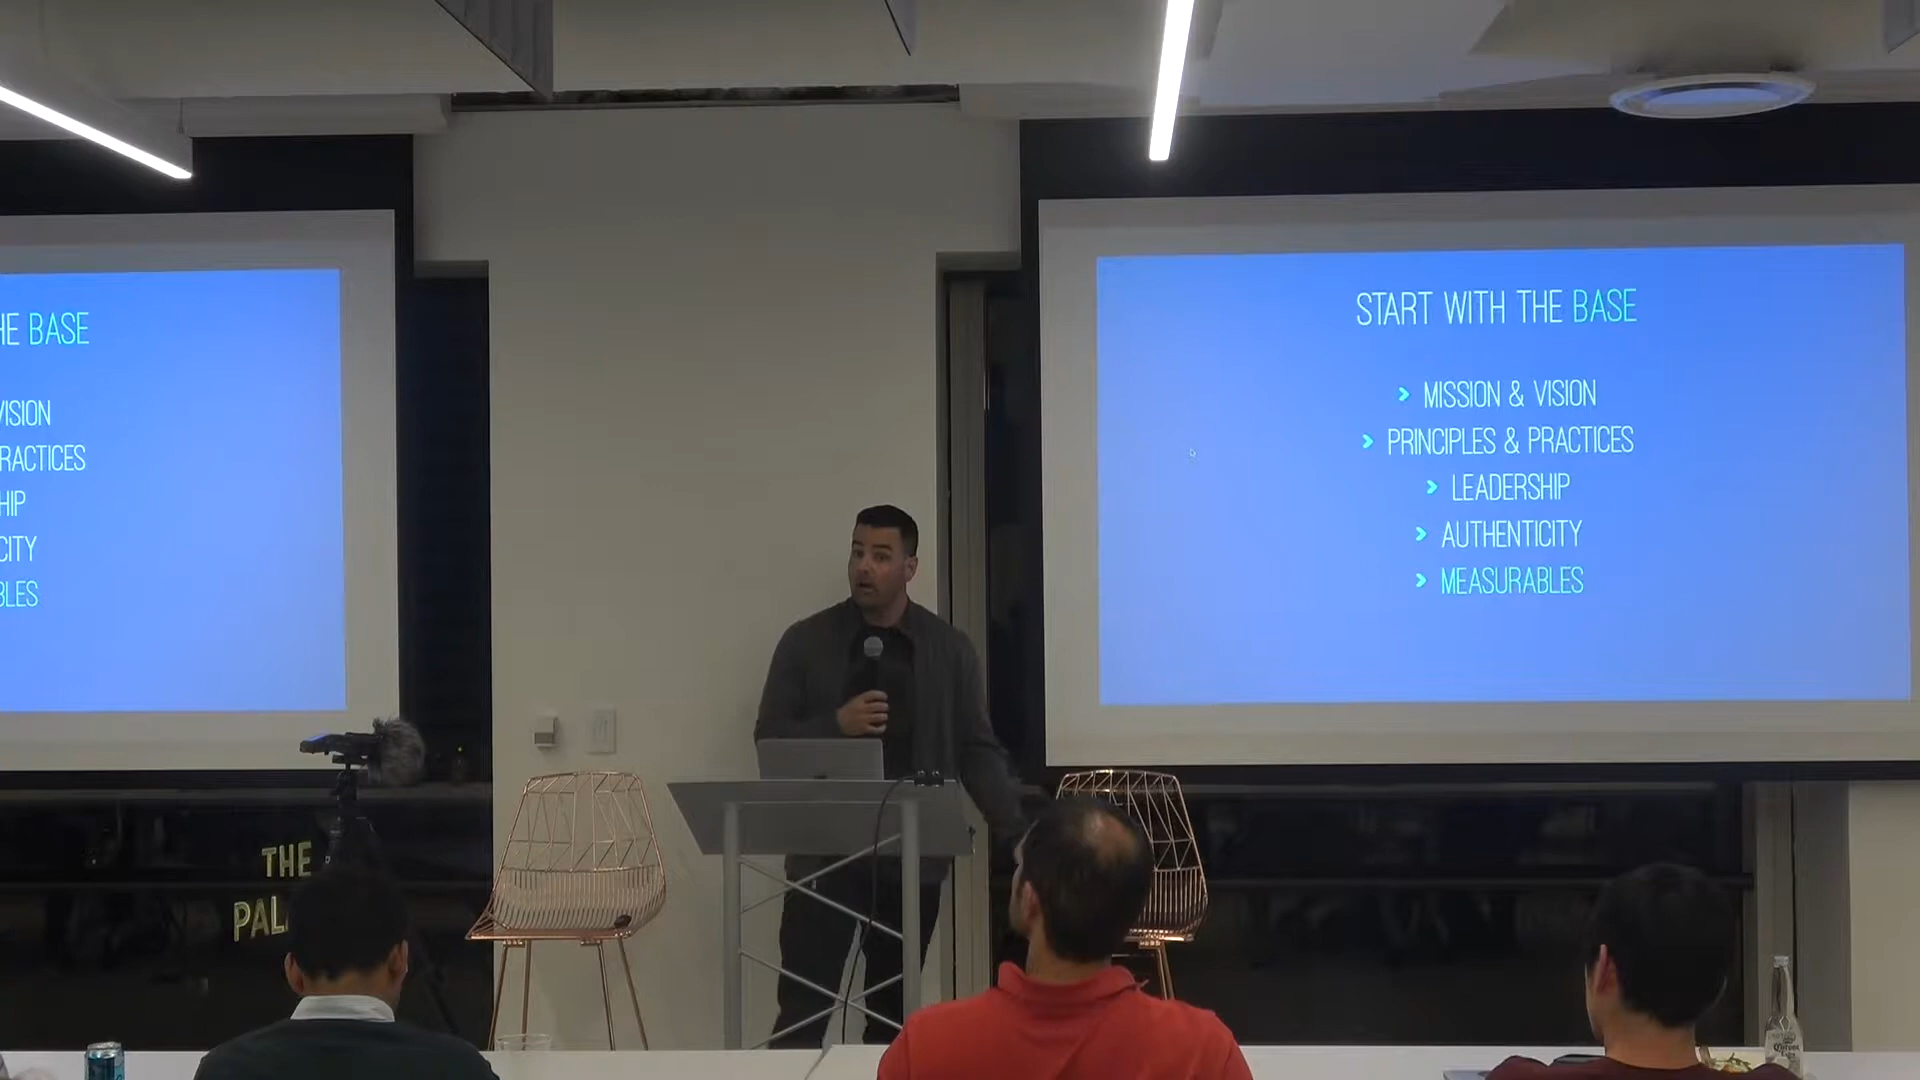 HE BASE
VISION
RACTICES
HIP
CITY
BLES
START WITH THE BASE
> MISSION & VISION
> PRINCIPLES & PRACTICES
> LEADERSHIP
> AUTHENTICITY
> MEASURABLES
THE
PAL
Corona